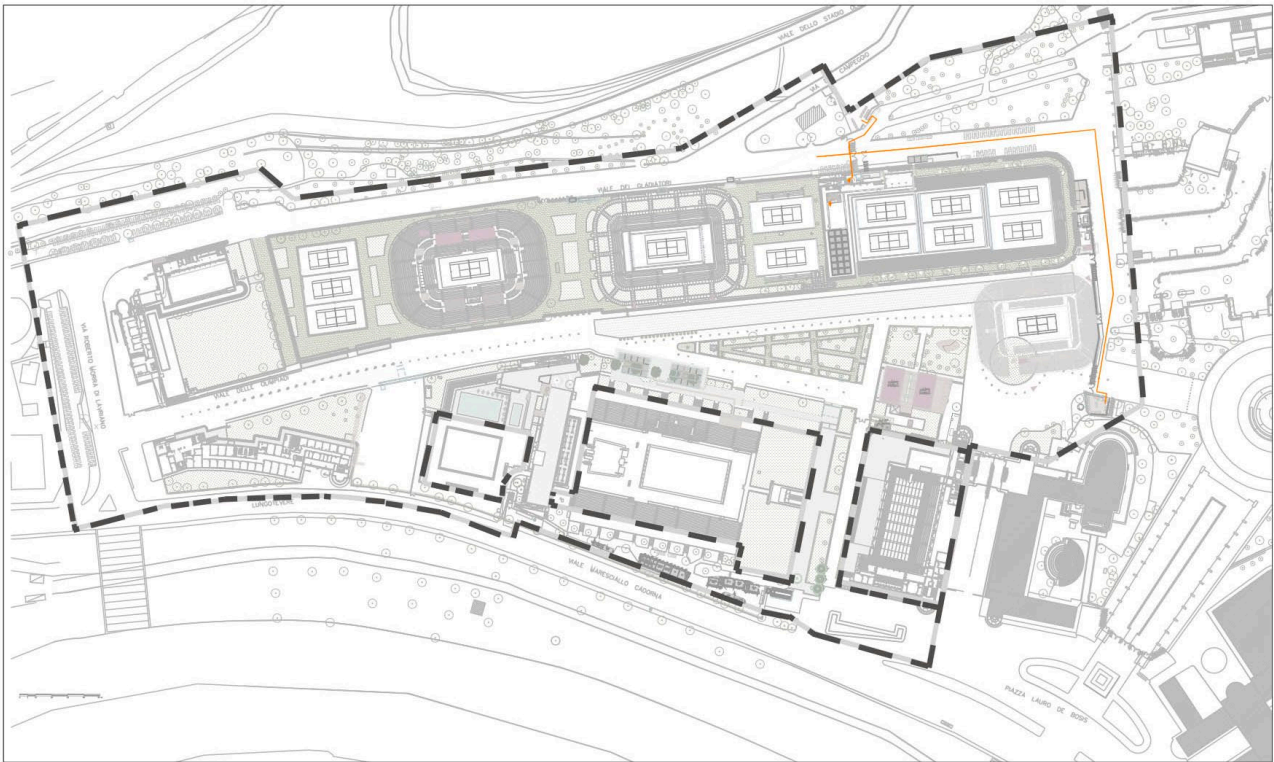 VIALE DELLO STADIO
VIA CAMPEGGIO
VIALE DEI GLADIATORI
VIA ROBERTO MORRA DI LAVRIANO
VIALE DELLE OLIMPIADI
LUNGOTEVERE
VIALE MARESCIALLO CADORNA
PIAZZA LAURO DE BOSIS